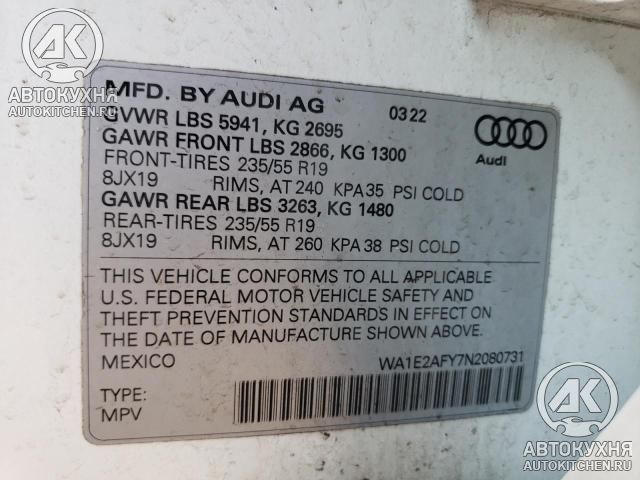 MFD. BY AUDI AG 03 22
GVWR LBS 5941, KG 2695
GAWR FRONT LBS 2866, KG 1300
FRONT-TIRES 235/55 R19
8JX19 RIMS, AT 240 KPA 35 PSI COLD
GAWR REAR LBS 3263, KG 1480
REAR-TIRES 235/55 R19
8JX19 RIMS, AT 260 KPA 38 PSI COLD
Audi
THIS VEHICLE CONFORMS TO ALL APPLICABLE
U.S. FEDERAL MOTOR VEHICLE SAFETY AND
THEFT PREVENTION STANDARDS IN EFFECT ON
THE DATE OF MANUFACTURE SHOWN ABOVE.
MEXICO WA1E2AFY7N2080731
TYPE:
MPV
AK
АВТОКУХНЯ
AUTOKITCHEN.RU
AK
АВТОКУХНЯ
AUTOKITCHEN.RU